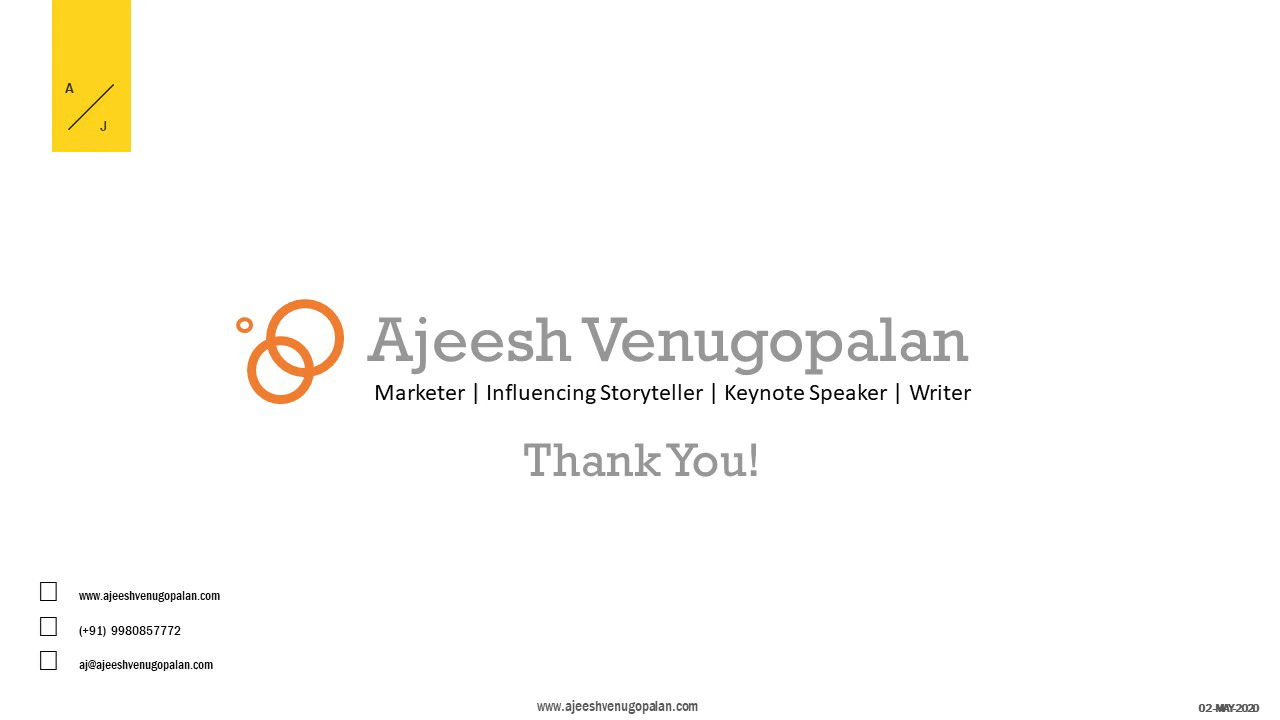 A
J
Ajeesh Venugopalan
Marketer | Influencing Storyteller | Keynote Speaker | Writer
Thank You!
www.ajeeshvenugopalan.com
(+91) 9980857772
aj@ajeeshvenugopalan.com
www.ajeeshvenugopalan.com
02-MAY-2020